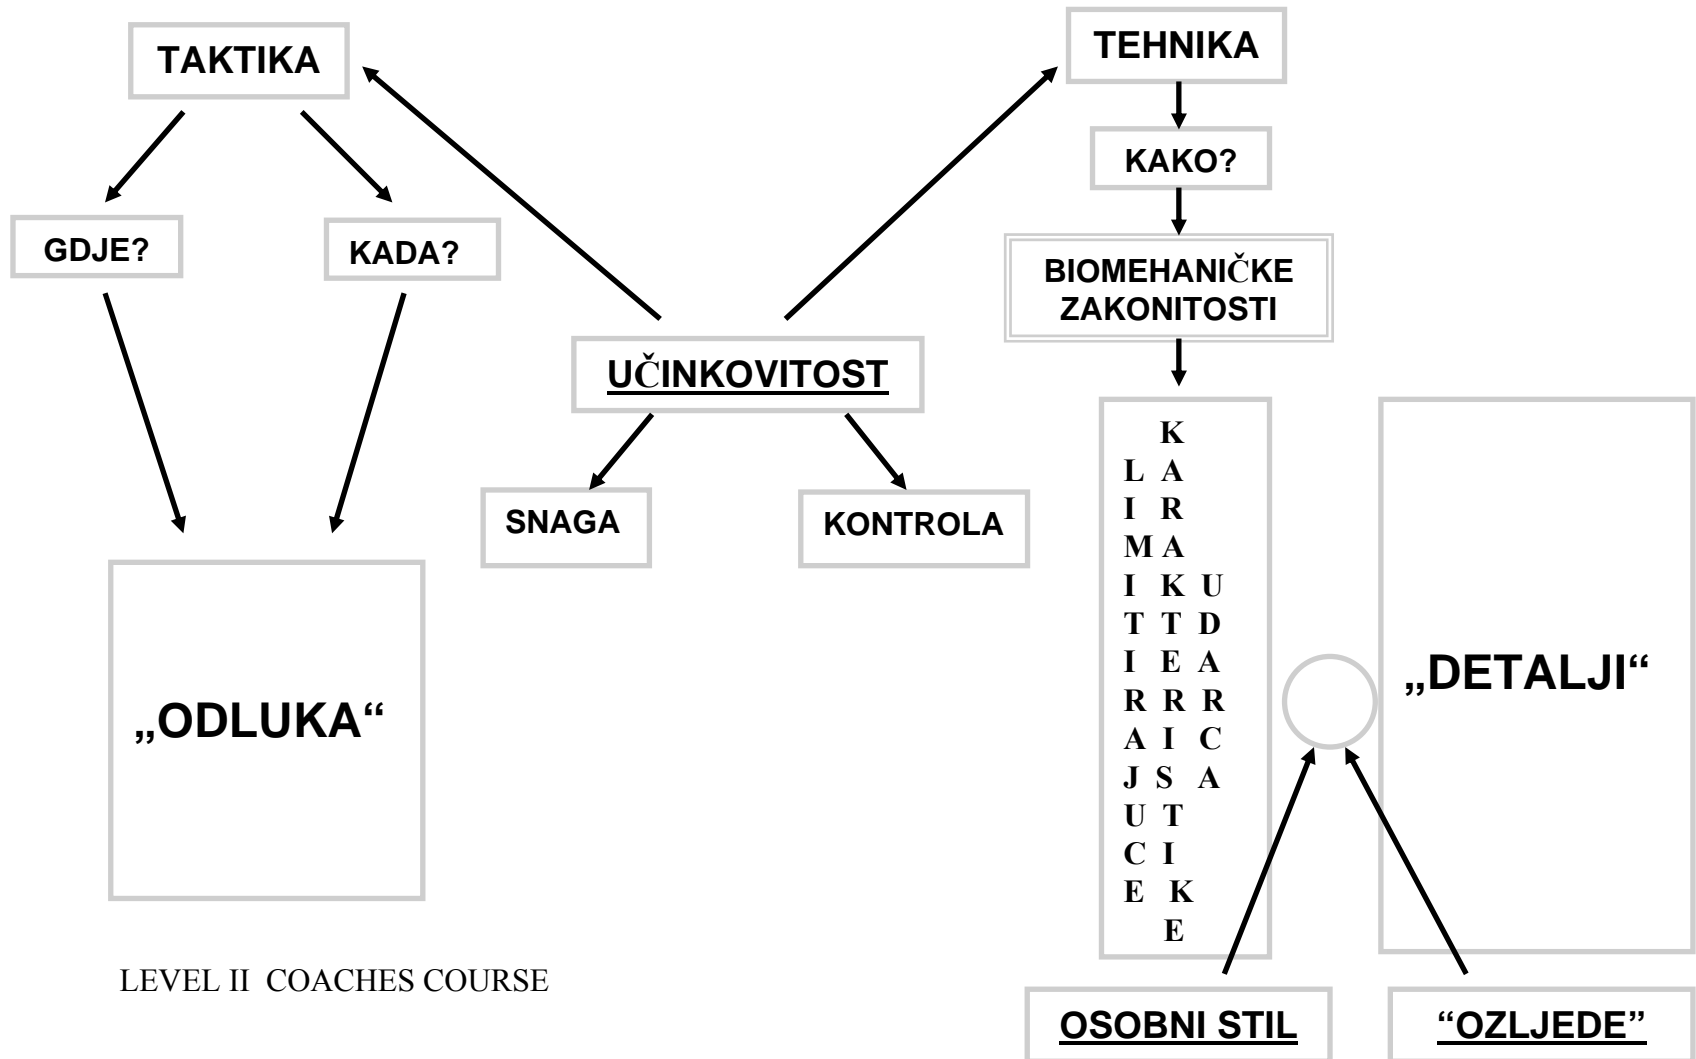 TAKTIKA
TEHNIKA
KAKO?
GDJE?
KADA?
BIOMEHANIČKE
ZAKONITOSTI
UČINKOVITOST
SNAGA
KONTROLA
LIMITIRAJUCE
KARAKTERISTIKE
UDARCA
„ODLUKA“
„DETALJI“
LEVEL II COACHES COURSE
OSOBNI STIL
“OZLJEDE”